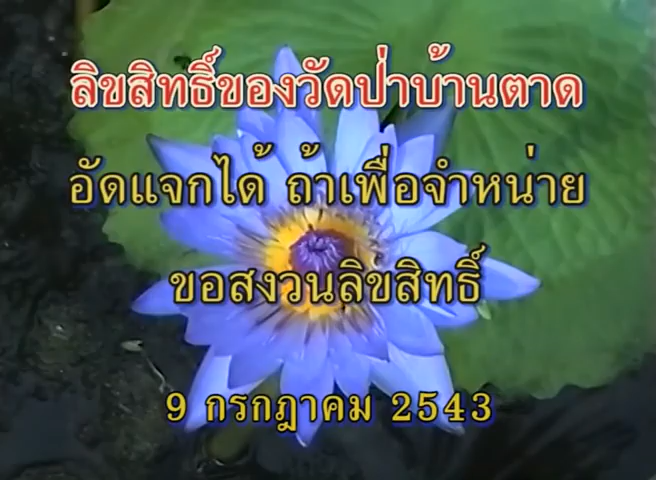 ลิขสิทธิ์ของวัดป่าบ้านตาด
อัดแจกได้ ถ้าเพื่อจำหน่าย
ขอสงวนลิขสิทธิ์
9 กรกฎาคม 2543